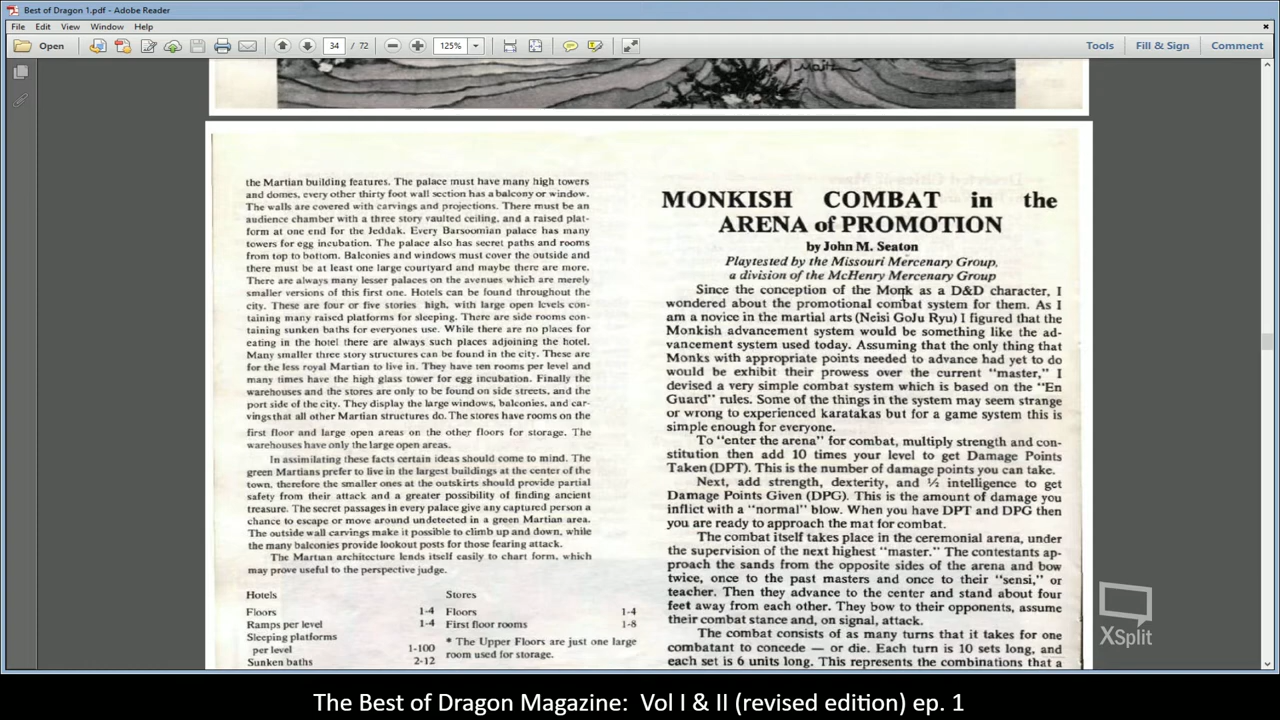 Best of Dragon 1.pdf - Adobe Reader
File Edit View Window Help
Open 34 / 72 125% Tools Fill & Sign Comment
the Martian building features. The palace must have many high towers
and domes, every other thirty foot wall section has a balcony or window.
The walls are covered with carvings and projections. There must be an
audience chamber with a three story vaulted ceiling, and a raised plat-
form at one end for the Jeddak. Every Barsoomian palace has many
towers for egg incubation. The palace also has secret paths and rooms
from top to bottom. Balconies and windows must cover the outside and
there must be at least one large courtyard and maybe there are more.
There are always many lesser palaces on the avenues which are merely
smaller versions of this first one. Hotels can be found throughout the
city. These are four or five stories high, with large open levels con-
taining many raised platforms for sleeping. There are side rooms con-
taining sunken baths for everyones use. While there are no places for
eating in the hotel there are always such places adjoining the hotel.
Many smaller three story structures can be found in the city. These are
for the less royal Martian to live in. They have ten rooms per level and
many times have the high glass tower for egg incubation. Finally the
warehouses and the stores are only to be found on side streets, and the
port side of the city. They display the large windows, balconies, and car-
vings that all other Martian structures do. The stores have rooms on the
first floor and large open areas on the other floors for storage. The
warehouses have only the large open areas.
In assimilating these facts certain ideas should come to mind. The
green Martians prefer to live in the largest buildings at the center of the
town, therefore the smaller ones at the outskirts should provide partial
safety from their attack and a greater possibility of finding ancient
treasure. The secret passages in every palace give any captured person a
chance to escape or move around undetected in a green Martian area.
The outside wall carvings make it possible to climb up and down, while
the many balconies provide lookout posts for those fearing attack.
The Martian architecture lends itself easily to chart form, which
may prove useful to the perspective judge.
Hotels
Floors 1-4
Ramps per level 1-4
Sleeping platforms
per level 1-100
Sunken baths 2-12
Stores
Floors 1-4
First floor rooms 1-8
* The Upper Floors are just one large
room used for storage.
MONKISH COMBAT in the
ARENA of PROMOTION
by John M. Seaton
Playtested by the Missouri Mercenary Group,
a division of the McHenry Mercenary Group
Since the conception of the Monk as a D&D character, I
wondered about the promotional combat system for them. As I
am a novice in the martial arts (Neisi GoJu Ryu) I figured that the
Monkish advancement system would be something like the ad-
vancement system used today. Assuming that the only thing that
Monks with appropriate points needed to advance had yet to do
would be exhibit their prowess over the current "master," I
devised a very simple combat system which is based on the "En
Guard" rules. Some of the things in the system may seem strange
or wrong to experienced karatakas but for a game system this is
simple enough for everyone.
To "enter the arena" for combat, multiply strength and con-
stitution then add 10 times your level to get Damage Points
Taken (DPT). This is the number of damage points you can take.
Next, add strength, dexterity, and ½ intelligence to get
Damage Points Given (DPG). This is the amount of damage you
inflict with a "normal" blow. When you have DPT and DPG then
you are ready to approach the mat for combat.
The combat itself takes place in the ceremonial arena, under
the supervision of the next highest "master." The contestants ap-
proach the sands from the opposite sides of the arena and bow
twice, once to the past masters and once to their "sensi," or
teacher. Then they advance to the center and stand about four
feet away from each other. They bow to their opponents, assume
their combat stance and, on signal, attack.
The combat consists of as many turns that it takes for one
combatant to concede — or die. Each turn is 10 sets long, and
each set is 6 units long. This represents the combinations that a
XSplit
The Best of Dragon Magazine: Vol I & II (revised edition) ep. 1